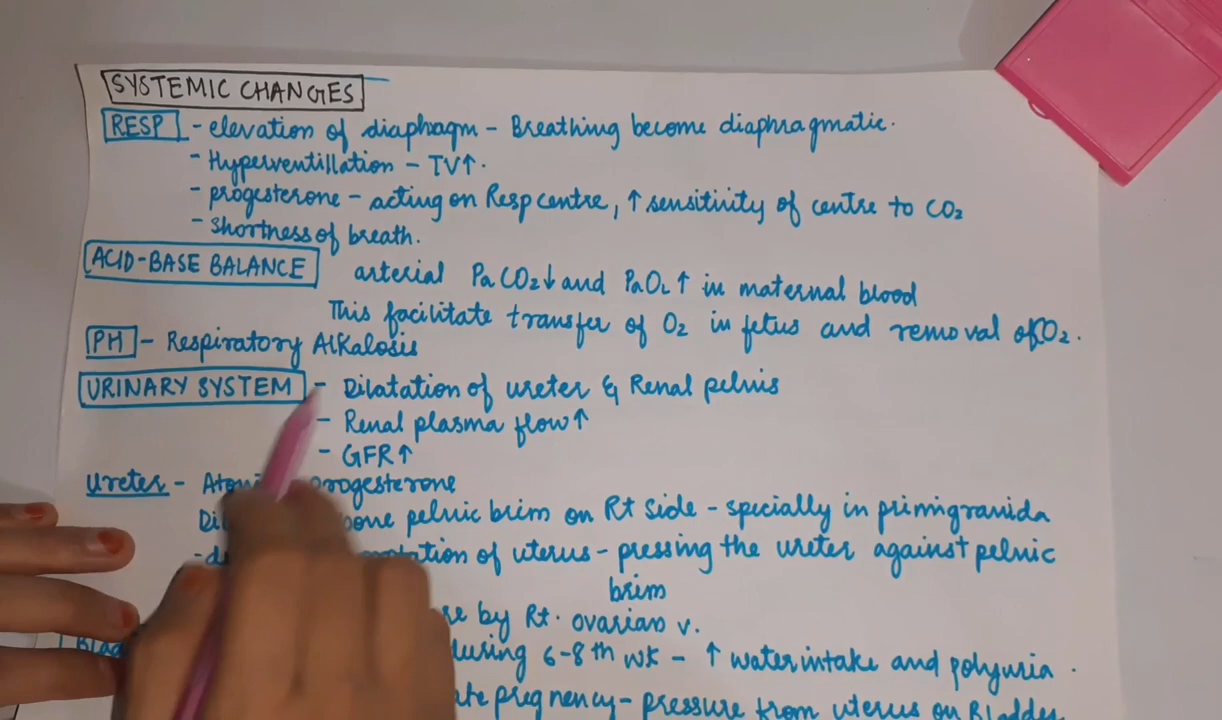 SYSTEMIC CHANGES
RESP - elevation of diaphagm - Breathing become diaphragmatic.
- Hyperventillation - TV↑.
- progesterone - acting on Resp centre, ↑ sensitivity of centre to CO₂
- shortness of breath.
ACID-BASE BALANCE arterial PaCO₂↓ and PaO₂↑ in maternal blood
This facilitate transfer of O₂ in fetus and removal of CO₂.
PH - Respiratory Alkalosis
URINARY SYSTEM - Dilatation of ureter & Renal pelvis
- Renal plasma flow↑
- GFR↑
Ureter - progesterone
pelvic brim on Rt side - specially in primigravida
of uterus - pressing the ureter against pelvic
brim
by Rt. ovarian v.
during 6-8th wk - ↑ water intake and polyuria.
pregnancy - pressure from uterus on Bladder